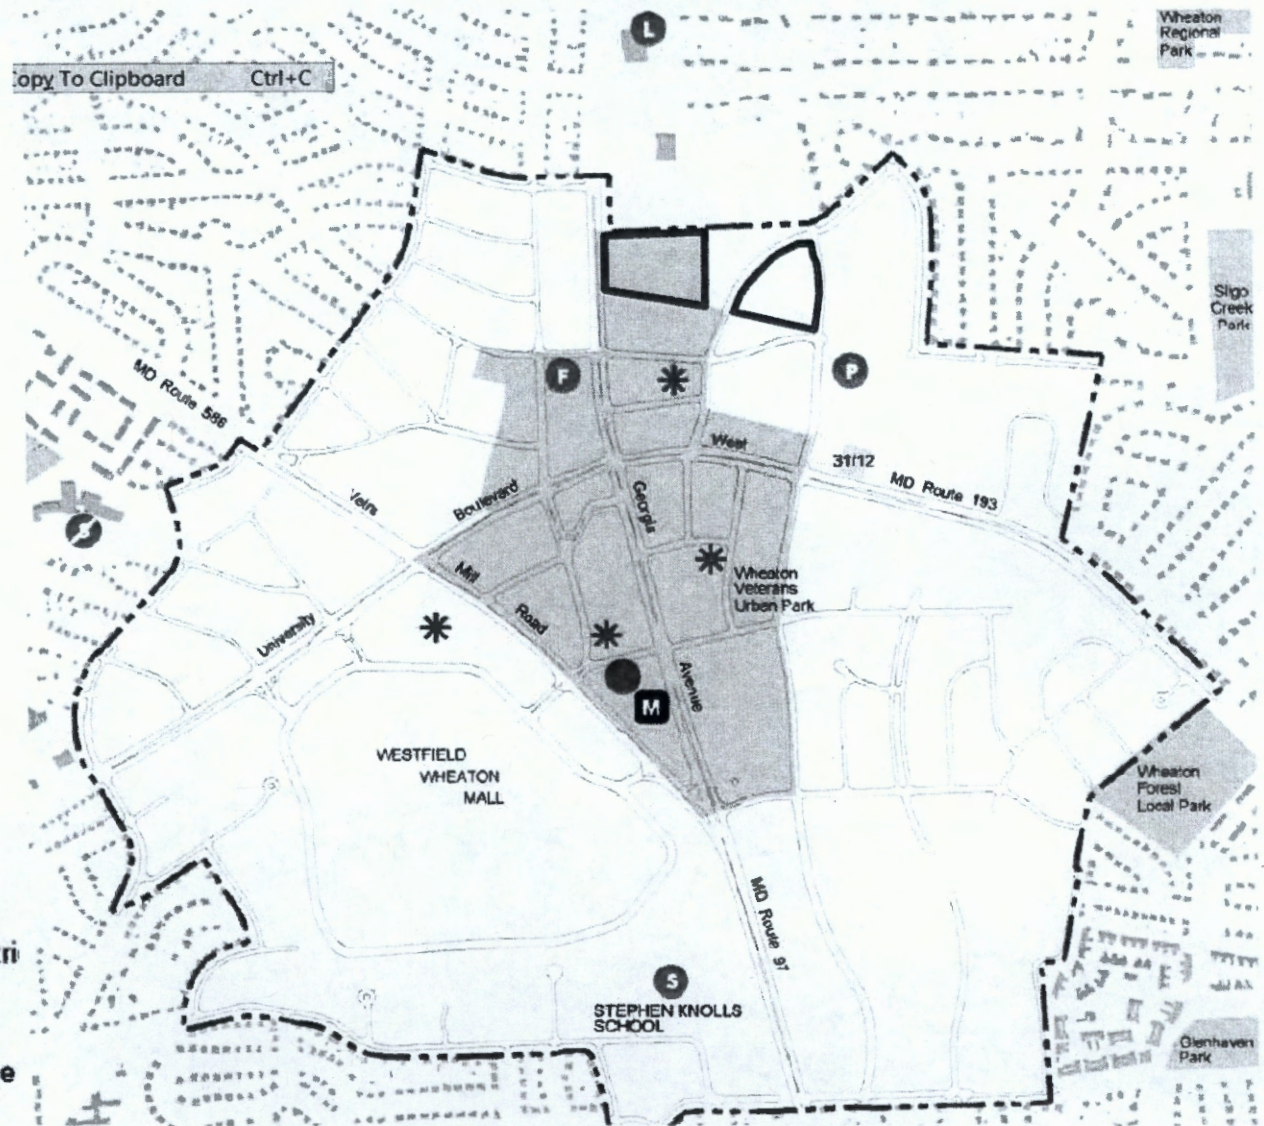 L
Wheaton
Regional
Park
Copy To Clipboard Ctrl+C
Sligo
Creek
Park
MD Route 586
F
P
West
31/12
MD Route 193
Veirs
Boulevard
Georgia
S
Mill
Wheaton
Veterans
Urban Park
Road
University
Avenue
M
WESTFIELD
WHEATON
MALL
Wheaton
Forest
Local Park
MD Route 97
S
STEPHEN KNOLLS
SCHOOL
Glenhaven
Park
e